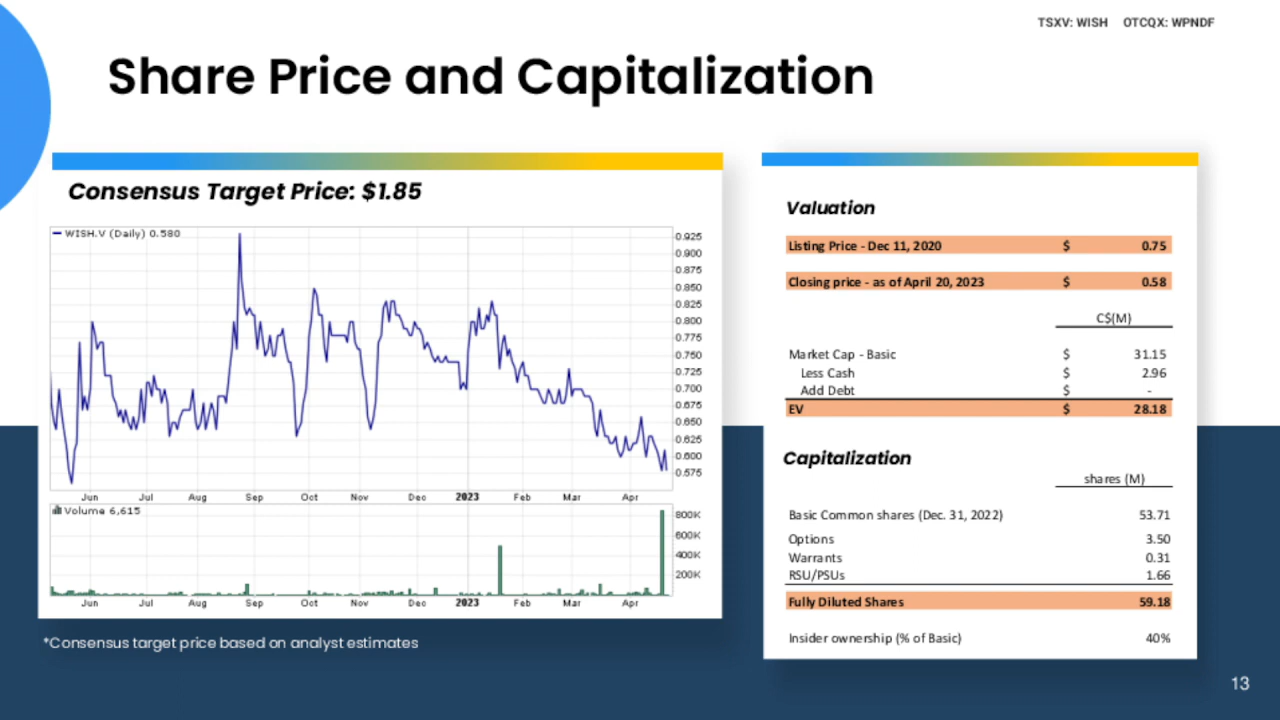 TSXV: WISH OTCQX: WPNDF
Share Price and Capitalization
Consensus Target Price: $1.85
WISH.V (Daily) 0.580
0.925
0.900
0.875
0.850
0.825
0.800
0.775
0.750
0.725
0.700
0.675
0.650
0.625
0.600
0.575
Jun Jul Aug Sep Oct Nov Dec 2023 Feb Mar Apr
Volume 6,615
800K
600K
400K
200K
Jun Jul Aug Sep Oct Nov Dec 2023 Feb Mar Apr
*Consensus target price based on analyst estimates
Valuation
Listing Price - Dec 11, 2020 $ 0.75
Closing price - as of April 20, 2023 $ 0.58
C$(M)
Market Cap - Basic $ 31.15
Less Cash $ 2.96
Add Debt $ -
EV $ 28.18
Capitalization
shares (M)
Basic Common shares (Dec. 31, 2022) 53.71
Options 3.50
Warrants 0.31
RSU/PSUs 1.66
Fully Diluted Shares 59.18
Insider ownership (% of Basic) 40%
13